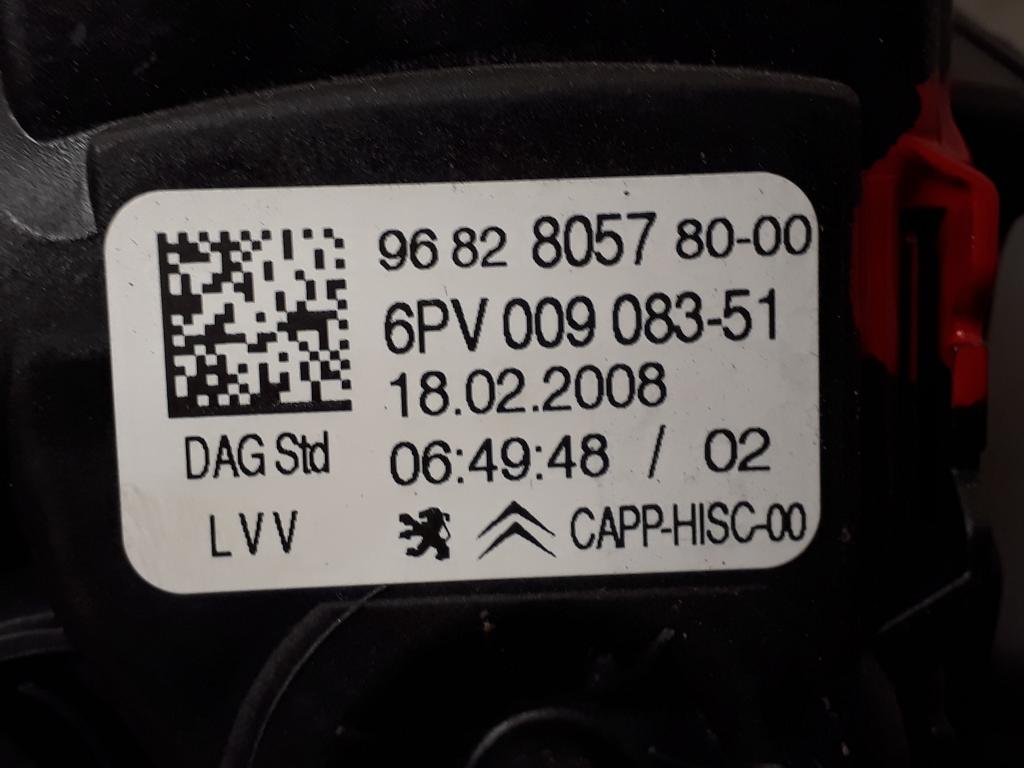 96 82 8057 80-00
6PV 009 083-51
18.02.2008
DAG Std 06:49:48 / 02
LVV CAPP-HISC-00